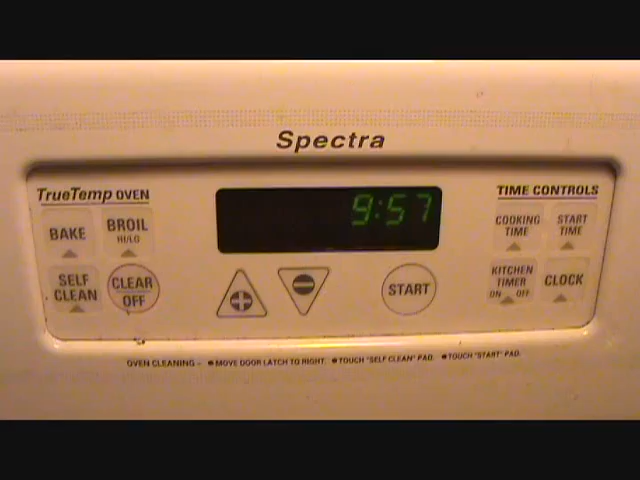 Spectra
TrueTemp OVEN
BAKE
BROIL
HI/LO
SELF
CLEAN
CLEAR
OFF
9:57
START
TIME CONTROLS
COOKING
TIME
START
TIME
KITCHEN
TIMER
ON OFF
CLOCK
OVEN CLEANING - ● MOVE DOOR LATCH TO RIGHT. ● TOUCH "SELF CLEAN" PAD. ● TOUCH "START" PAD.